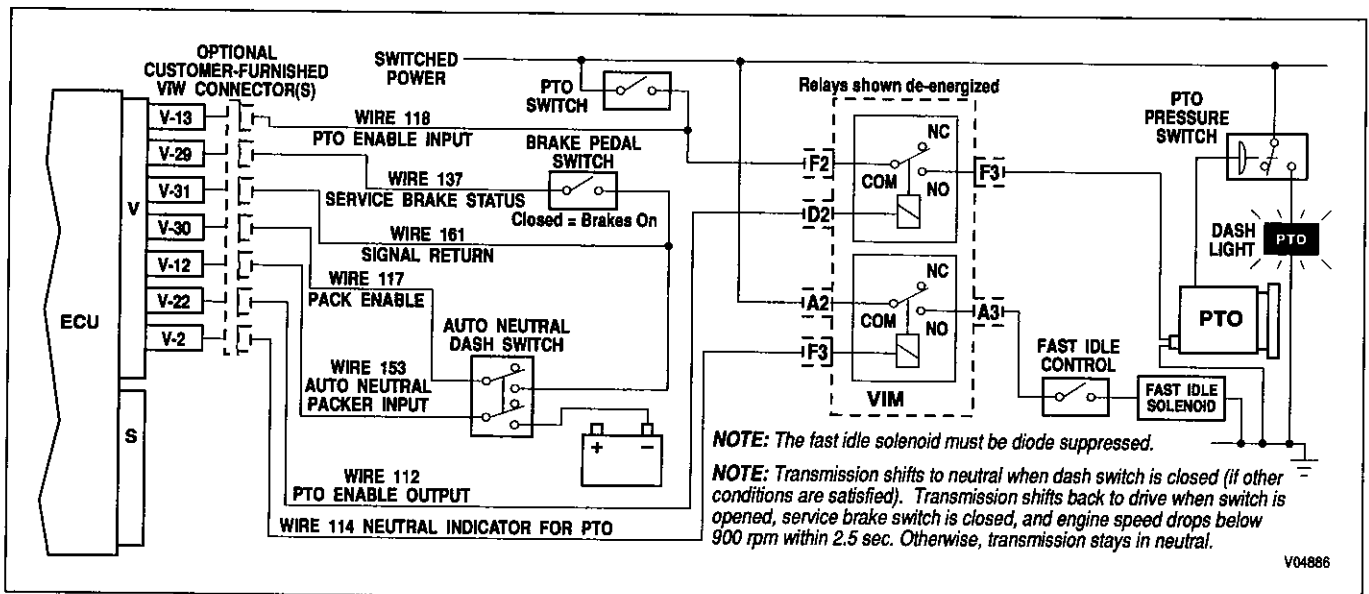 OPTIONAL
CUSTOMER-FURNISHED
VIW CONNECTOR(S)
SWITCHED
POWER
PTO
SWITCH
Relays shown de-energized
PTO
PRESSURE
SWITCH
V-13
WIRE 118
PTO ENABLE INPUT
V-29
WIRE 137
SERVICE BRAKE STATUS
BRAKE PEDAL
SWITCH
Closed = Brakes On
V-31
WIRE 161
SIGNAL RETURN
V-30
WIRE 117
PACK ENABLE
V-12
WIRE 153
AUTO NEUTRAL
PACKER INPUT
V-22
WIRE 112
PTO ENABLE OUTPUT
V-2
WIRE 114 NEUTRAL INDICATOR FOR PTO
ECU
V
S
AUTO NEUTRAL
DASH SWITCH
+ -
F2
COM
NC
NO
F3
D2
A2
COM
NC
NO
A3
F3
VIM
DASH
LIGHT
PTO
PTO
FAST IDLE
CONTROL
FAST IDLE
SOLENOID
NOTE: The fast idle solenoid must be diode suppressed.
NOTE: Transmission shifts to neutral when dash switch is closed (if other
conditions are satisfied). Transmission shifts back to drive when switch is
opened, service brake switch is closed, and engine speed drops below
900 rpm within 2.5 sec. Otherwise, transmission stays in neutral.
V04886